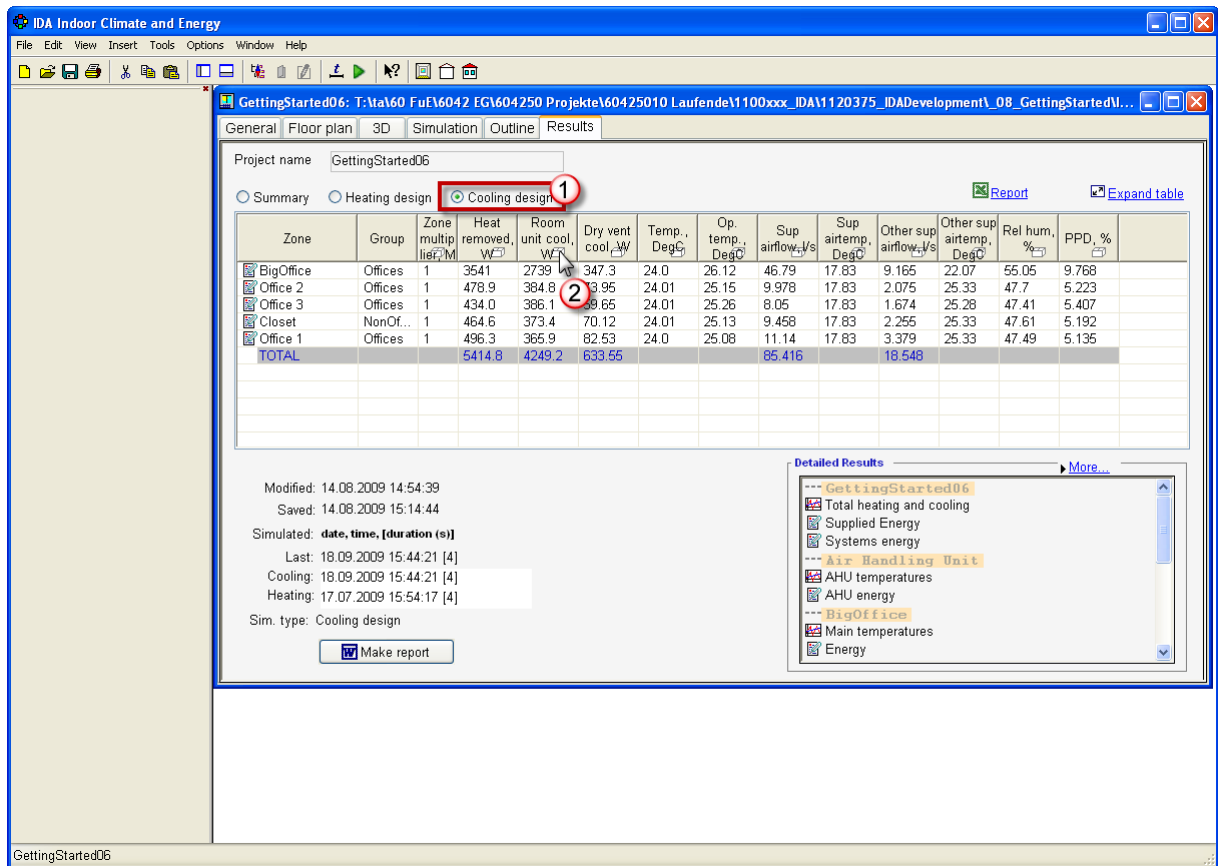 IDA Indoor Climate and Energy
File Edit View Insert Tools Options Window Help
GettingStarted06: T:\ta\60 FuE\6042 EG\604250 Projekte\60425010 Laufende\1100xxx_IDA\1120375_IDADevelopment\_08_GettingStarted\I...
General Floor plan 3D Simulation Outline Results
Project name GettingStarted06
Summary Heating design Cooling design 1 Report Expand table
Zone Group Zone multip lier, M Heat removed, W Room unit cool, W Dry vent cool, W Temp., DegC Op. temp., DegC Sup airflow, l/s Sup airtemp, DegC Other sup airflow, l/s Other sup airtemp, DegC Rel hum, % PPD, %
BigOffice Offices 1 3541 2739 347.3 24.0 26.12 46.79 17.83 9.165 22.07 55.05 9.768
Office 2 Offices 1 478.9 384.8 3.95 24.01 25.15 9.978 17.83 2.075 25.33 47.7 5.223
2
Office 3 Offices 1 434.0 386.1 9.65 24.01 25.26 8.05 17.83 1.674 25.28 47.41 5.407
Closet NonOf... 1 464.6 373.4 70.12 24.01 25.13 9.458 17.83 2.255 25.33 47.61 5.192
Office 1 Offices 1 496.3 365.9 82.53 24.0 25.08 11.14 17.83 3.379 25.33 47.49 5.135
TOTAL 5414.8 4249.2 633.55 85.416 18.548
Modified: 14.08.2009 14:54:39
Saved: 14.08.2009 15:14:44
Simulated: date, time, [duration (s)]
Last: 18.09.2009 15:44:21 [4]
Cooling: 18.09.2009 15:44:21 [4]
Heating: 17.07.2009 15:54:17 [4]
Sim. type: Cooling design
Make report
Detailed Results More...
--- GettingStarted06
Total heating and cooling
Supplied Energy
Systems energy
--- Air Handling Unit
AHU temperatures
AHU energy
--- BigOffice
Main temperatures
Energy
GettingStarted06